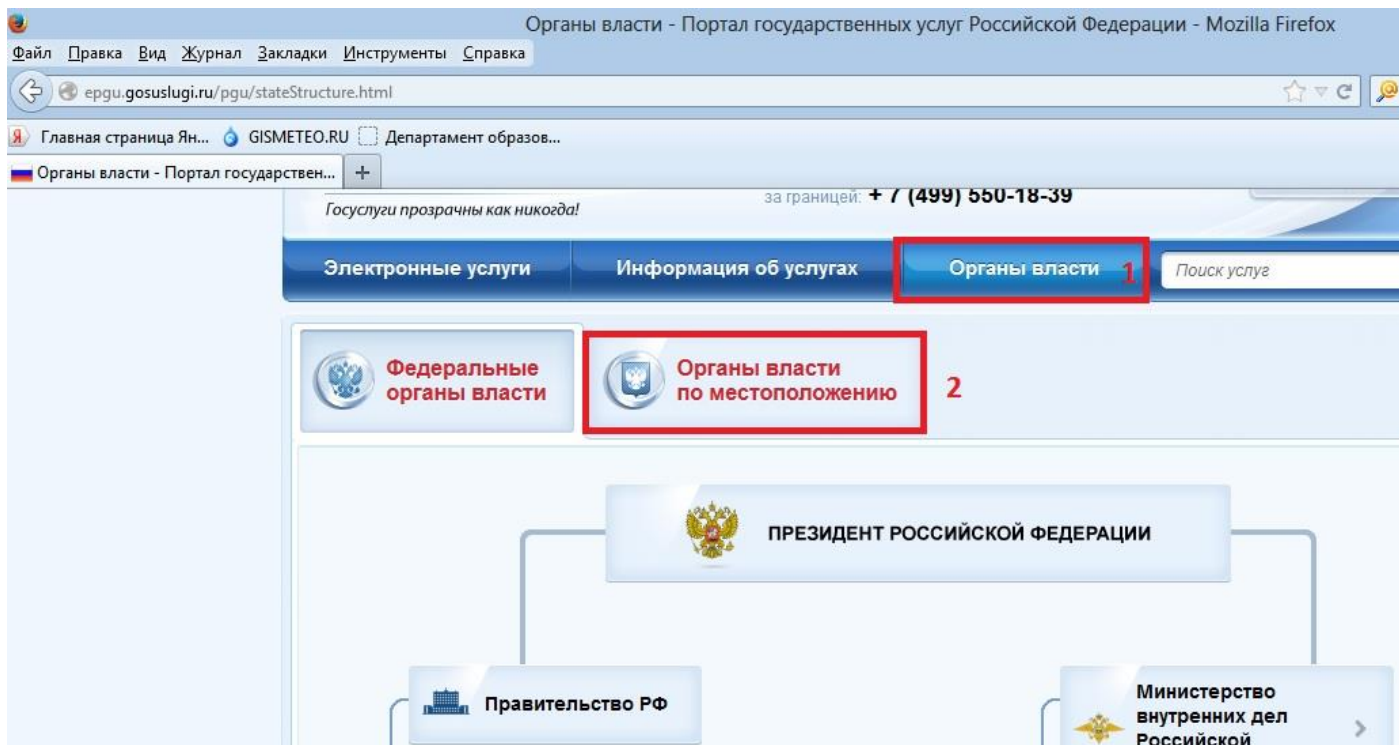 Органы власти - Портал государственных услуг Российской Федерации - Mozilla Firefox
Файл Правка Вид Журнал Закладки Инструменты Справка
epgu.gosuslugi.ru/pgu/stateStructure.html
Главная страница Ян... GISMETEO.RU Департамент образов...
Органы власти - Портал государствен... +
Госуслуги прозрачны как никогда!
за границей: + 7 (499) 550-18-39
Электронные услуги
Информация об услугах
Органы власти 1
Поиск услуг
Федеральные
органы власти
Органы власти
по местоположению
2
ПРЕЗИДЕНТ РОССИЙСКОЙ ФЕДЕРАЦИИ
Правительство РФ
Министерство
внутренних дел
Российской